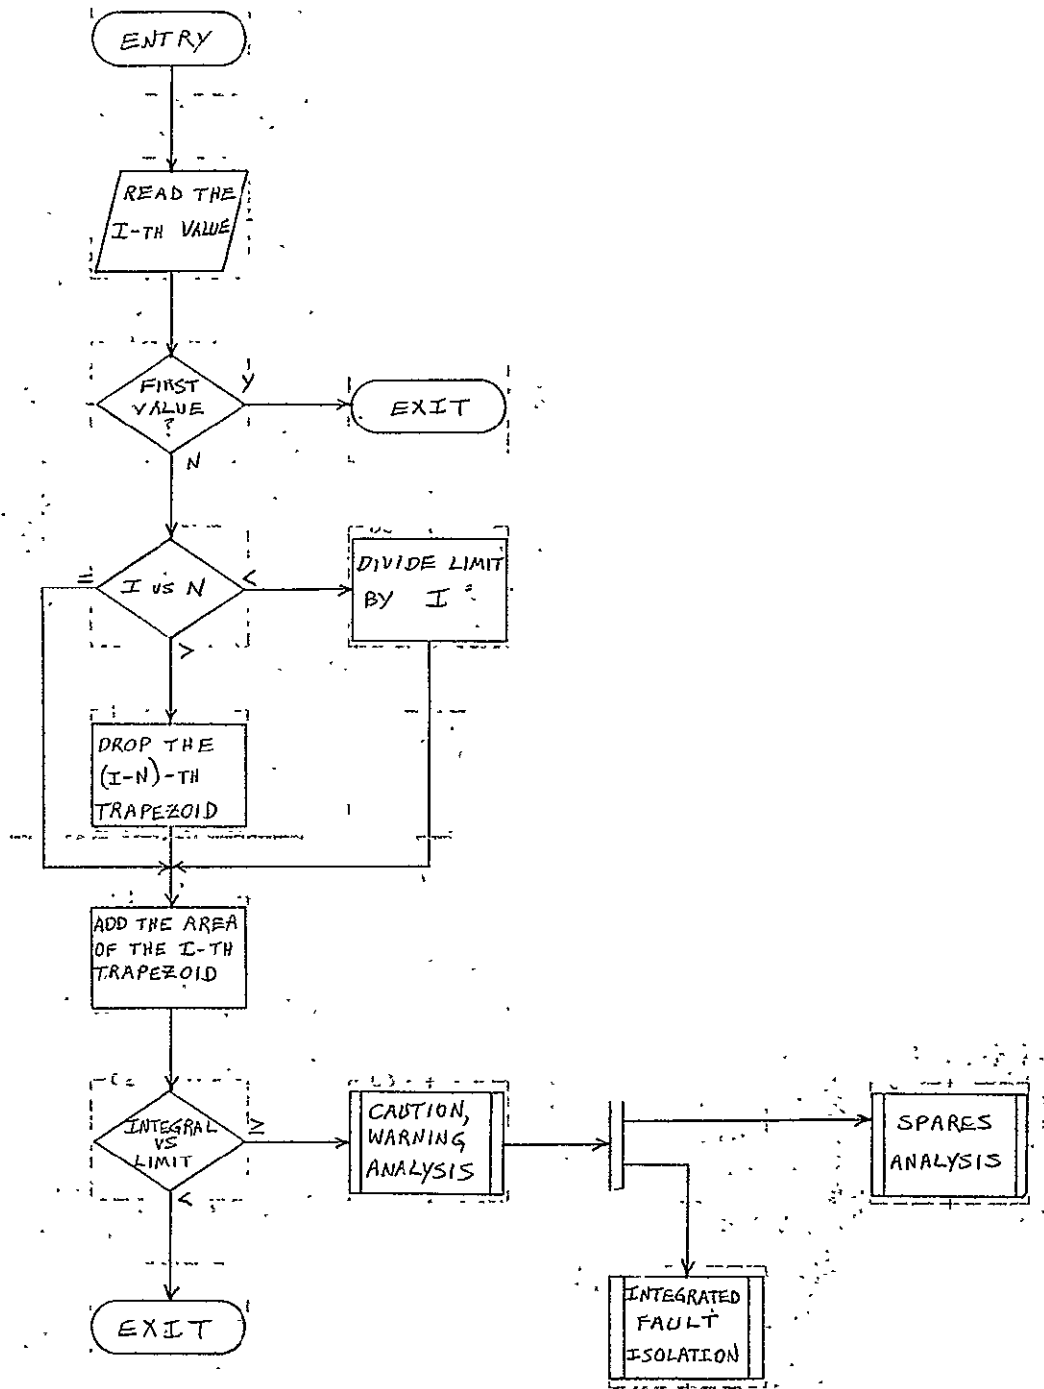 ENTRY
READ THE
I-TH VALUE
FIRST
VALUE
?
Y
EXIT
N
I VS N
=
<
>
DIVIDE LIMIT
BY I
DROP THE
(I-N)-TH
TRAPEZOID
ADD THE AREA
OF THE I-TH
TRAPEZOID
INTEGRAL
VS
LIMIT
≥
<
CAUTION,
WARNING
ANALYSIS
SPARES
ANALYSIS
EXIT
INTEGRATED
FAULT
ISOLATION